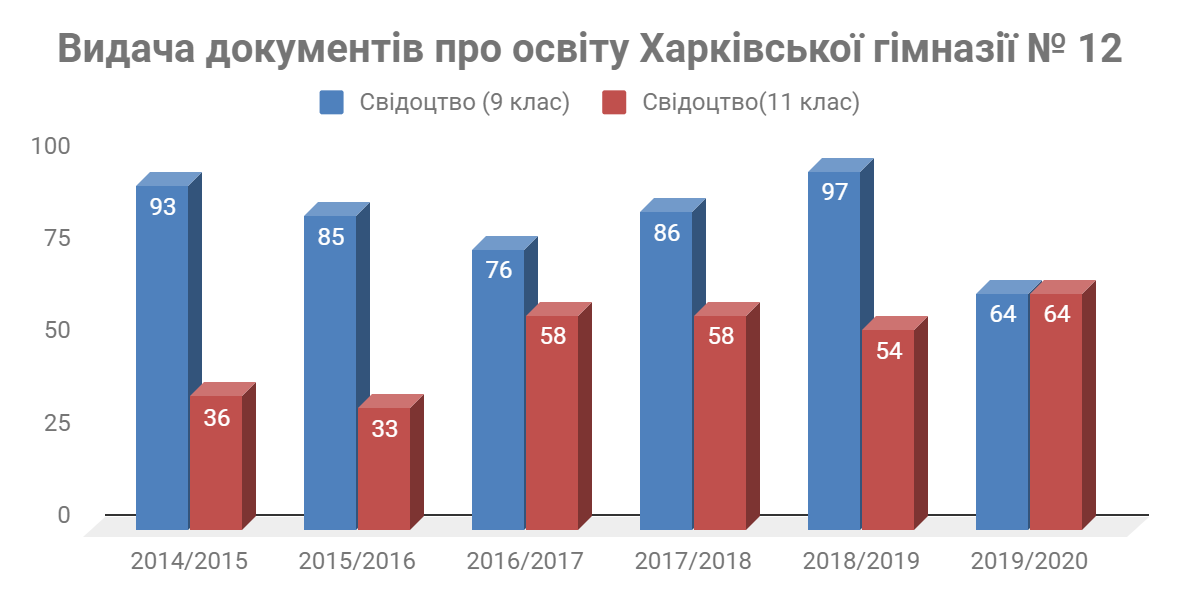 Видача документів про освіту Харківської гімназії № 12
Свідоцтво (9 клас) Свідоцтво(11 клас)
100
75
50
25
0
93 36 85 33 76 58 86 58 97 54 64 64
2014/2015 2015/2016 2016/2017 2017/2018 2018/2019 2019/2020